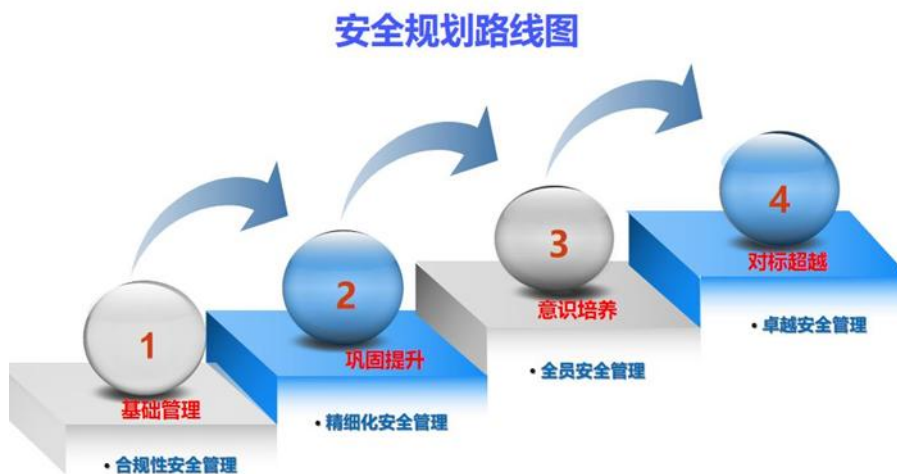 安全规划路线图
1
基础管理
• 合规性安全管理
2
巩固提升
• 精细化安全管理
3
意识培养
• 全员安全管理
4
对标超越
• 卓越安全管理